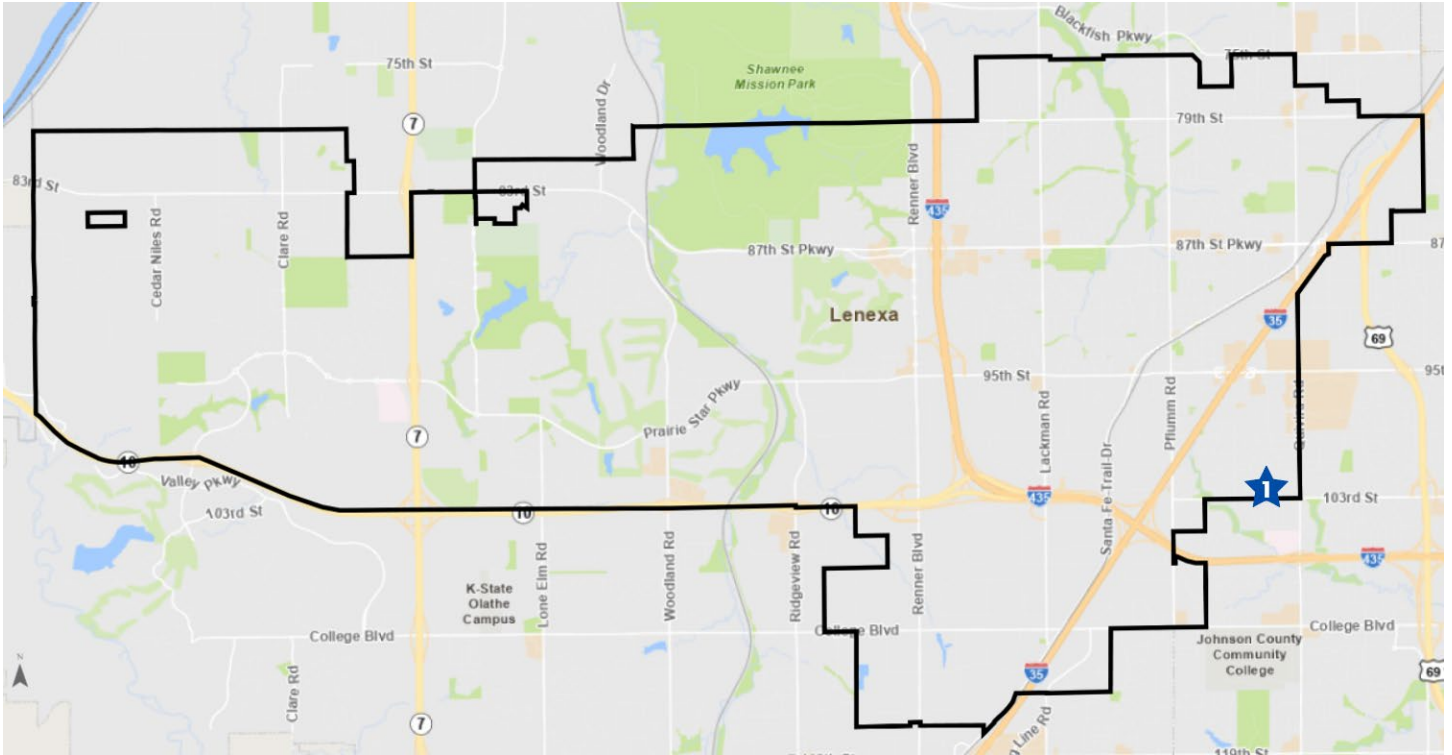 Blackfish Pkwy
75th St
75th St
Shawnee
Mission Park
Woodland Dr
7
79th St
83rd St
83rd St
Renner Blvd
435
Cedar Niles Rd
Clare Rd
87th St Pkwy
87th St Pkwy
87
Lenexa
35
69
95th St
95t
Prairie Star Pkwy
Lackman Rd
Pflumm Rd
Quivira Rd
7
Santa-Fe-Trail-Dr
10
Valley Pkwy
1
103rd St
103rd St
10
10
435
435
Lone Elm Rd
Woodland Rd
Ridgeview Rd
Renner Blvd
K-State
Olathe
Campus
College Blvd
College Blvd
College Blvd
Johnson County
Community
College
N
Clare Rd
35
69
7
g Line Rd
119th St